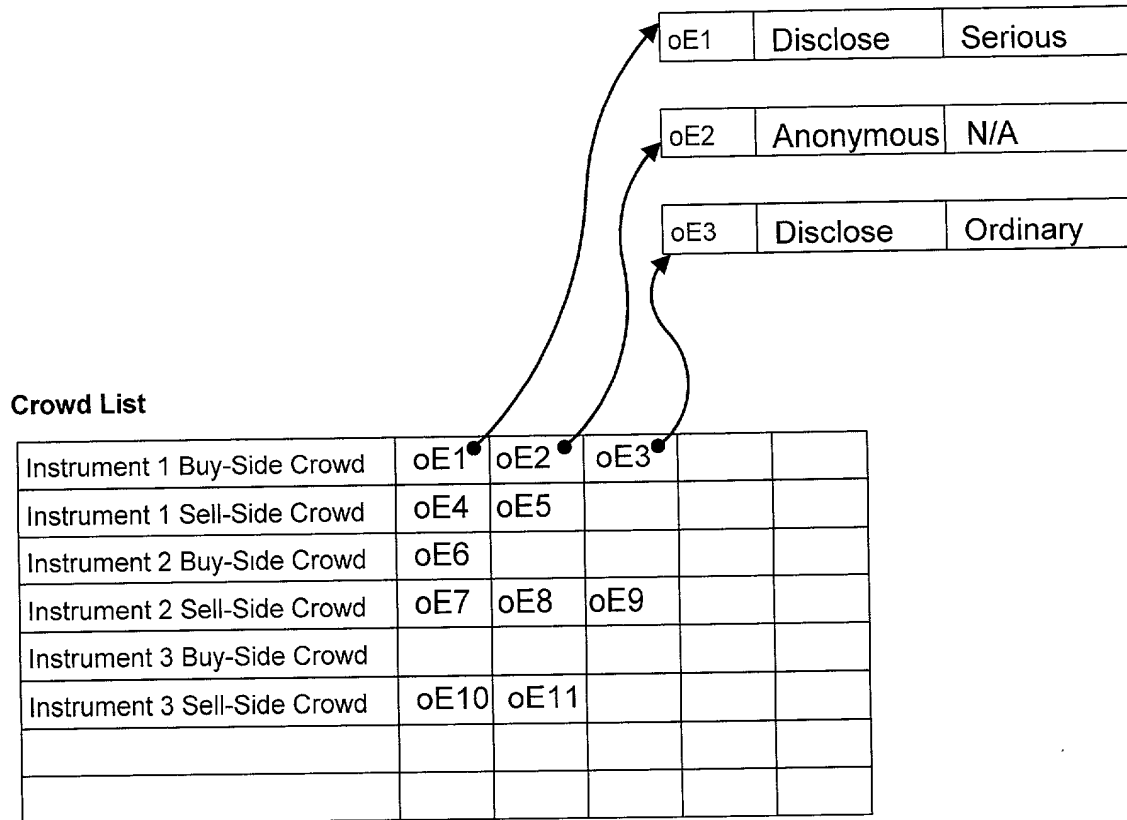 oE1 Disclose Serious
oE2 Anonymous N/A
oE3 Disclose Ordinary
Crowd List
Instrument 1 Buy-Side Crowd oE1 oE2 oE3
Instrument 1 Sell-Side Crowd oE4 oE5
Instrument 2 Buy-Side Crowd oE6
Instrument 2 Sell-Side Crowd oE7 oE8 oE9
Instrument 3 Buy-Side Crowd
Instrument 3 Sell-Side Crowd oE10 oE11